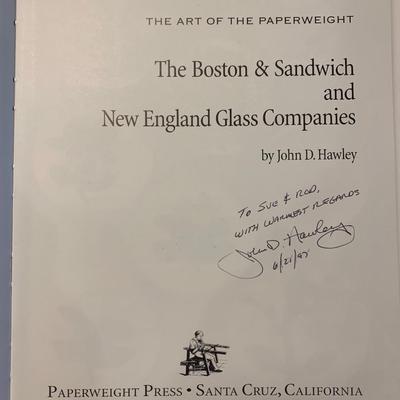 THE ART OF THE PAPERWEIGHT
The Boston & Sandwich
and
New England Glass Companies
by John D. Hawley
TO SUE & ROD,
WITH WARMEST REGARDS
John D. Hawley
6/21/97
PAPERWEIGHT PRESS • SANTA CRUZ, CALIFORNIA